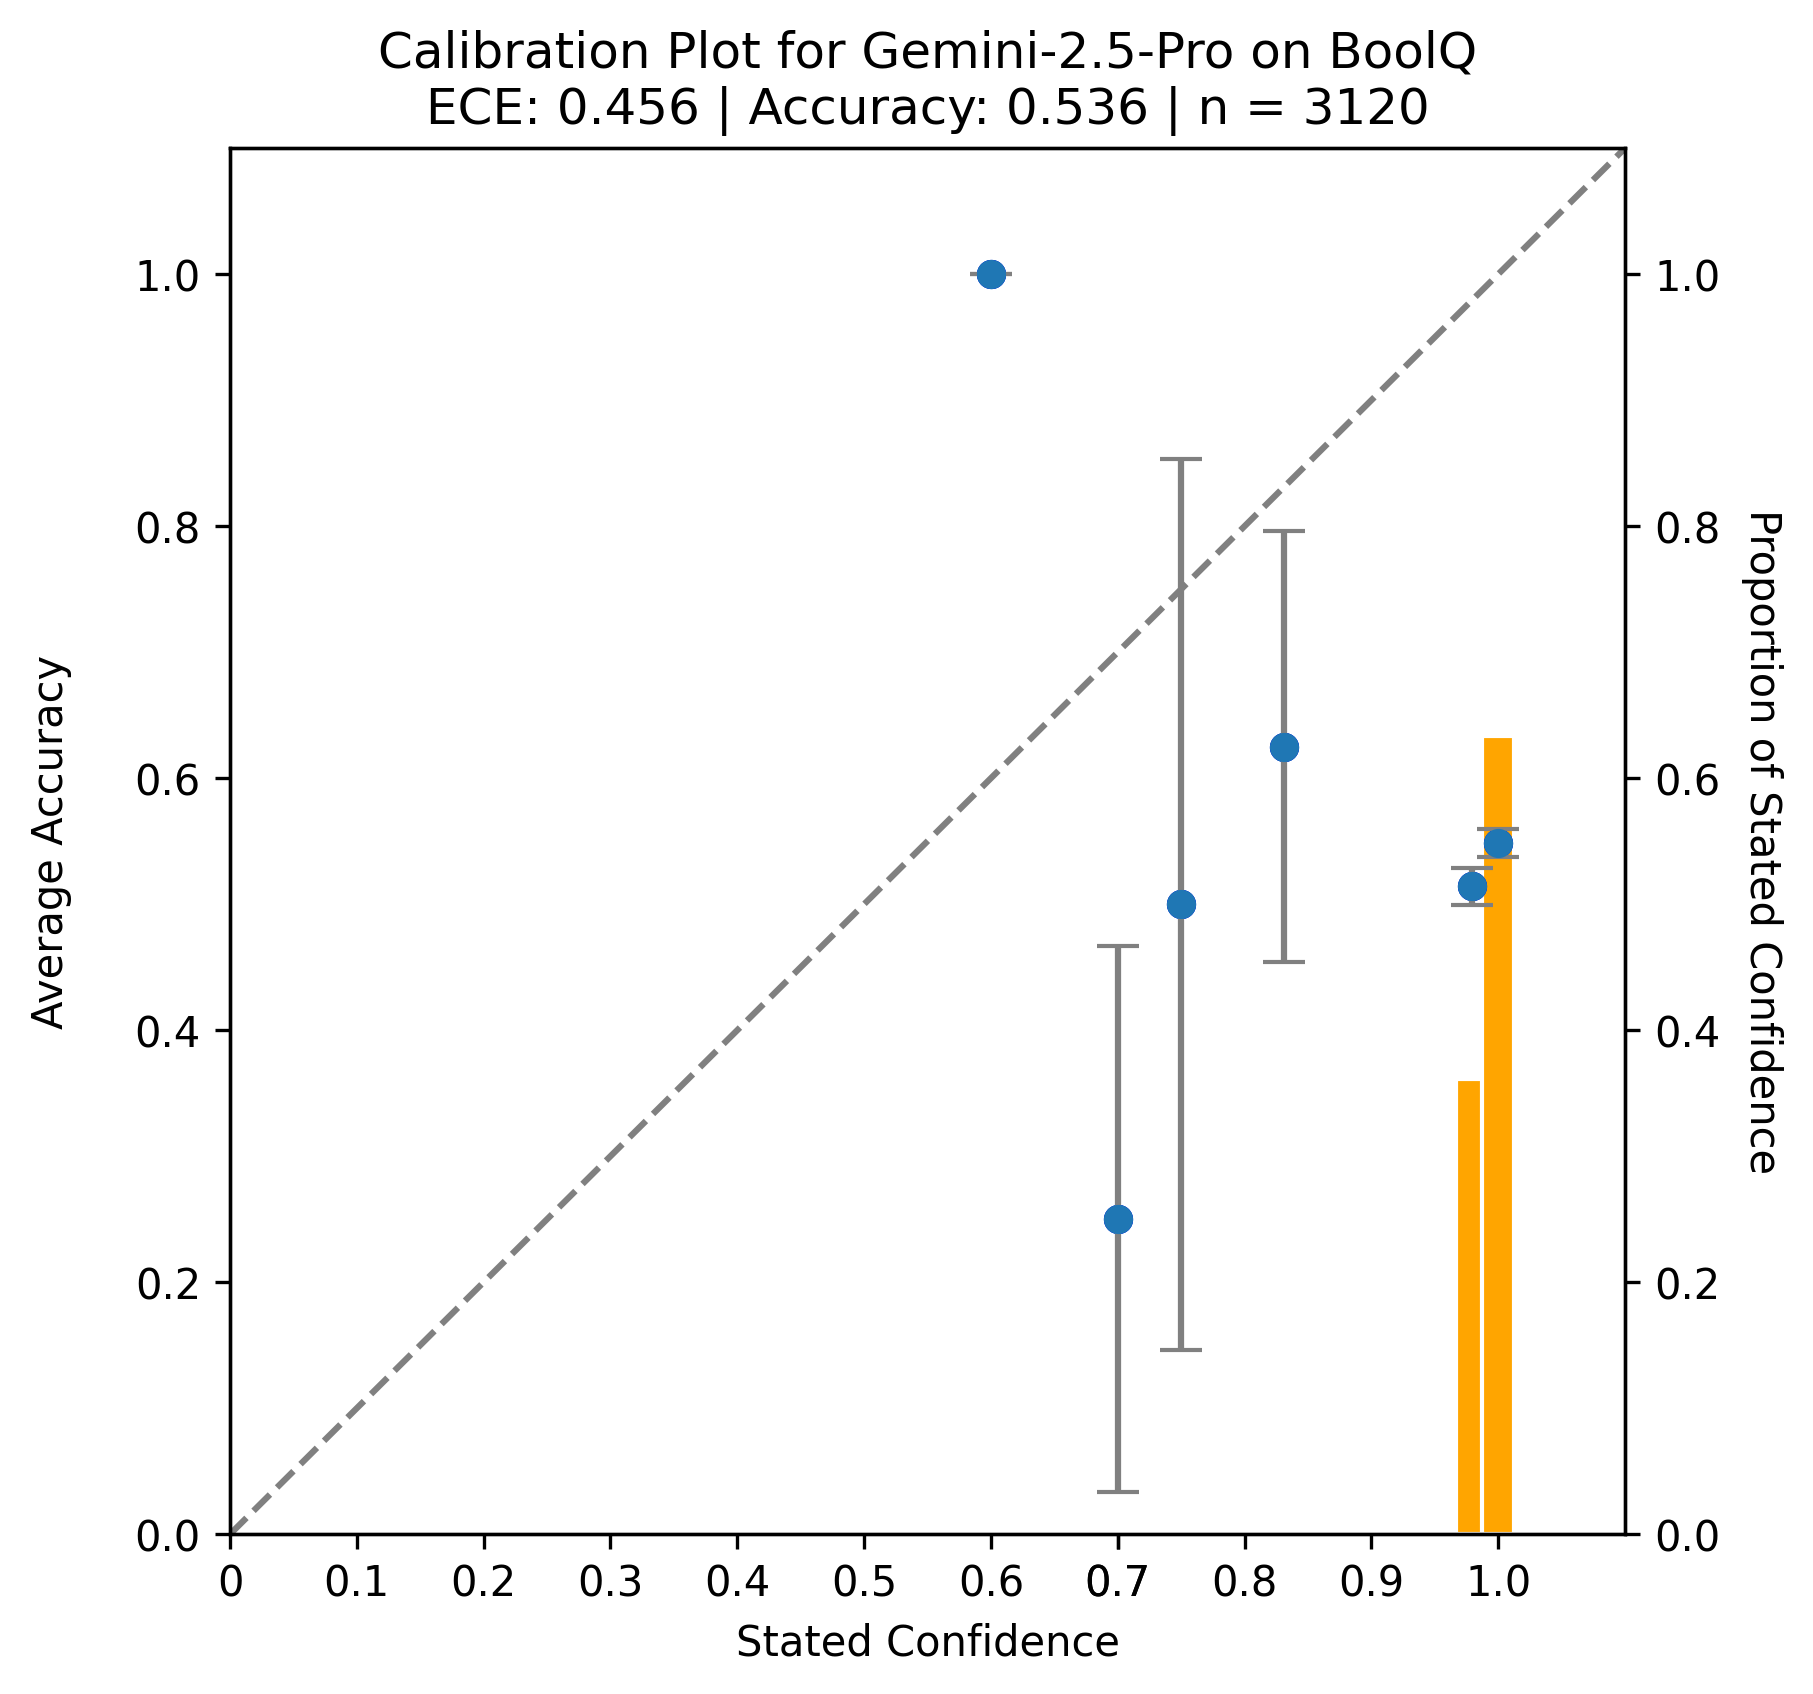 Calibration Plot for Gemini-2.5-Pro on BoolQ
ECE: 0.456 | Accuracy: 0.536 | n = 3120
Average Accuracy
1.0
0.8
0.6
0.4
0.2
0.0
1.0
0.8
0.6
0.4
0.2
0.0
Proportion of Stated Confidence
0 0.1 0.2 0.3 0.4 0.5 0.6 0.7 0.8 0.9 1.0
Stated Confidence